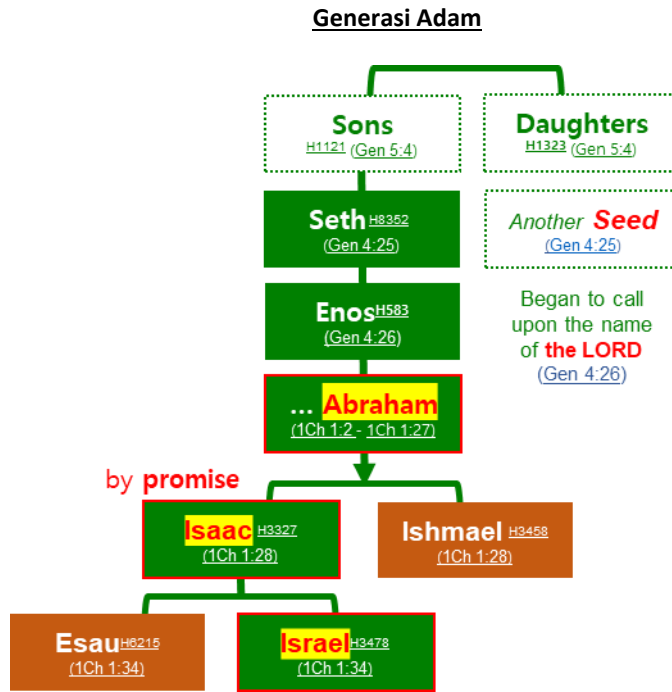 Generasi Adam
Sons
H1121 (Gen 5:4)
Daughters
H1323 (Gen 5:4)
Seth H8352
(Gen 4:25)
Another Seed
(Gen 4:25)
Enos H583
(Gen 4:26)
Began to call
upon the name
of the LORD
(Gen 4:26)
... Abraham
(1Ch 1:2 - 1Ch 1:27)
by promise
Isaac H3327
(1Ch 1:28)
Ishmael H3458
(1Ch 1:28)
Esau H6215
(1Ch 1:34)
Israel H3478
(1Ch 1:34)